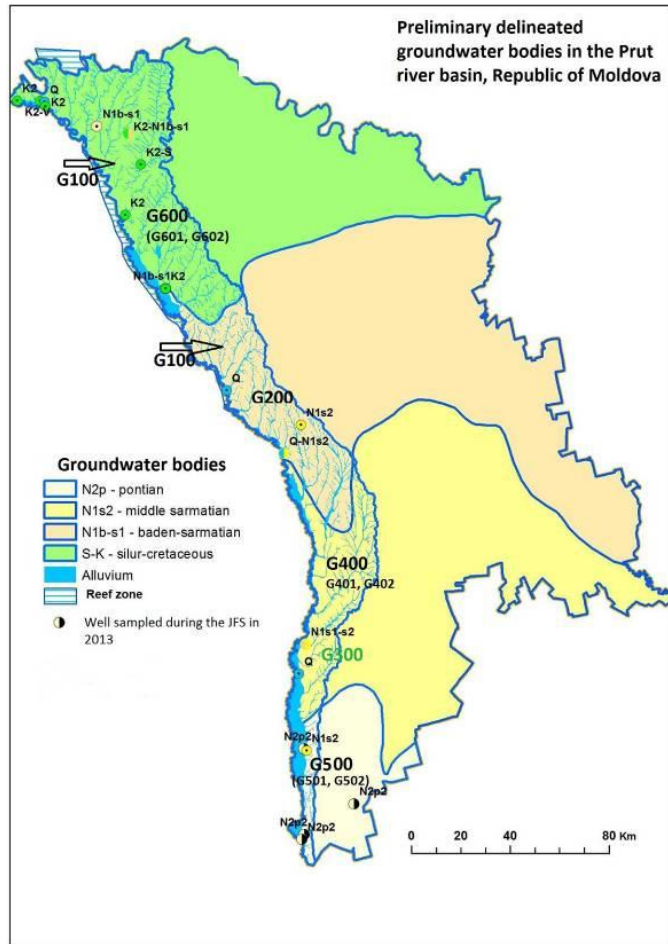 Preliminary delineated
groundwater bodies in the Prut
river basin, Republic of Moldova
K2
Q
K2
K2-V
N1b-s1
K2-N1b-s1
K2-S
G100
K2
G600
(G601, G602)
N1b-s1K2
G100
Q
G200
N1s2
Q-N1s2
Groundwater bodies
N2p - pontian
N1s2 - middle sarmatian
N1b-s1 - baden-sarmatian
S-K - silur-cretaceous
Alluvium
Reef zone
Well sampled during the JFS in
2013
G400
G401, G402
N1s1-s2
G300
Q
N2p2
N1s2
G500
(G501, G502)
N2p2
N2p2
N2p2
0 20 40 80 Km